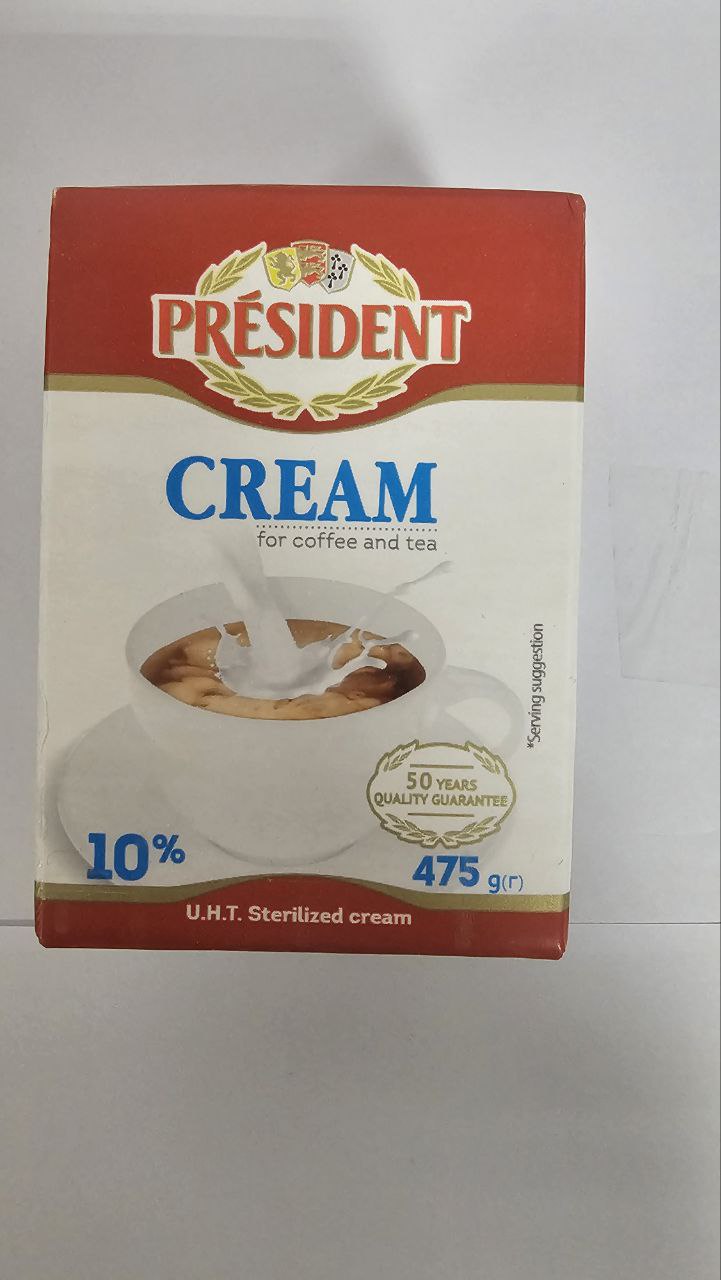 PRÉSIDENT
CREAM
for coffee and tea
*Serving suggestion
50 YEARS
QUALITY GUARANTEE
10%
475 g(г)
U.H.T. Sterilized cream